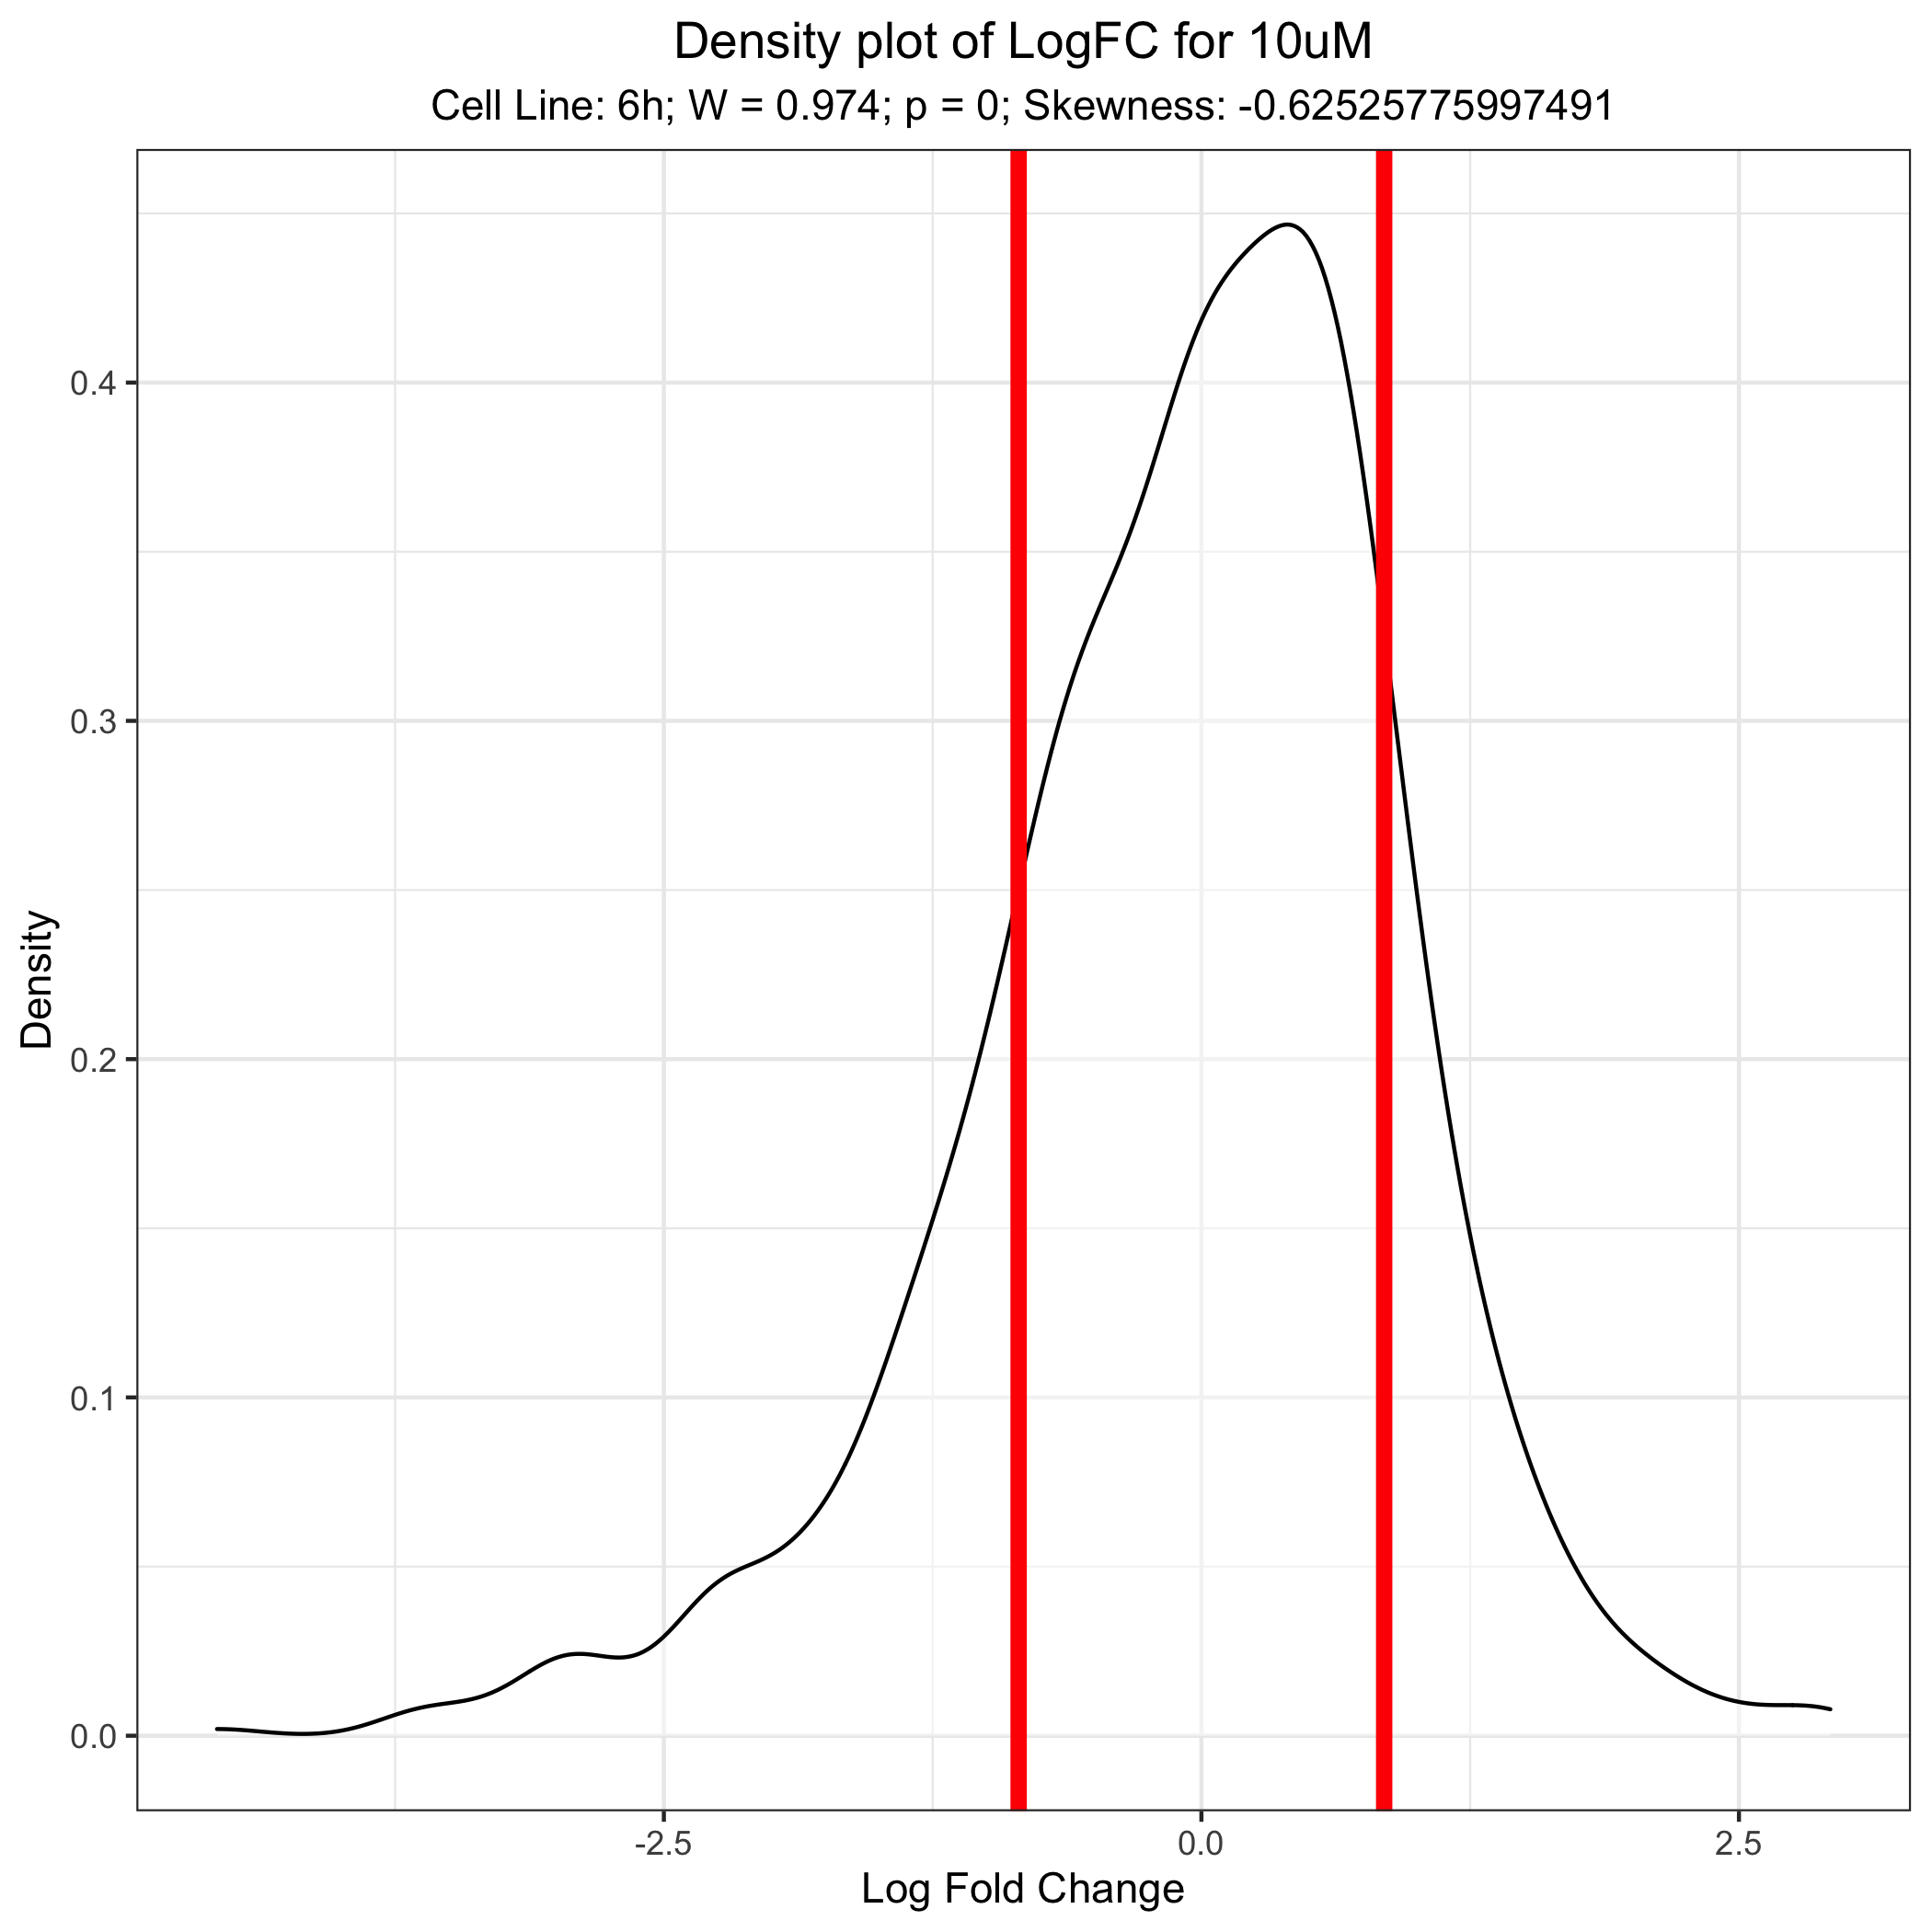 Density plot of LogFC for 10uM
Cell Line: 6h; W = 0.974; p = 0; Skewness: -0.625257775997491
Density
0.4
0.3
0.2
0.1
0.0
-2.5
0.0
2.5
Log Fold Change